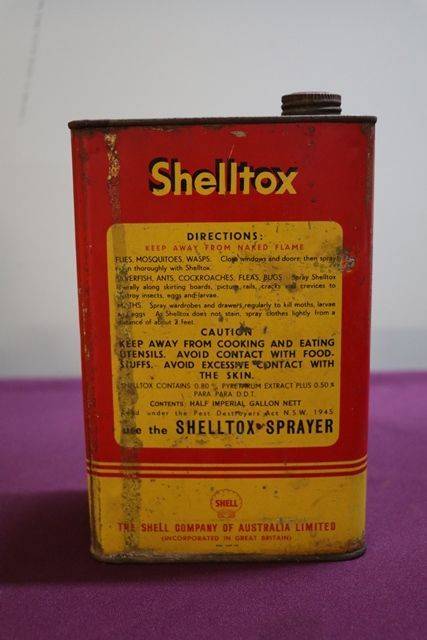 Shelltox
DIRECTIONS:
KEEP AWAY FROM NAKED FLAME
FLIES, MOSQUITOES, WASPS. Close windows and doors: then spray
room thoroughly with Shelltox.
SILVERFISH, ANTS, COCKROACHES, FLEAS, BUGS. Spray Shelltox
liberally along skirting boards, picture rails, cracks and crevices to
destroy insects, eggs and larvae.
MOTHS. Spray wardrobes and drawers regularly to kill moths, larvae
and eggs. As Shelltox does not stain, spray clothes lightly from a
distance of about 3 feet.
CAUTION
KEEP AWAY FROM COOKING AND EATING
UTENSILS. AVOID CONTACT WITH FOOD-
STUFFS. AVOID EXCESSIVE CONTACT WITH
THE SKIN.
SHELLTOX CONTAINS 0.80% PYRETHRUM EXTRACT PLUS 0.50%
PARA PARA D.D.T.
CONTENTS: HALF IMPERIAL GALLON NETT
under the Pest Destroyers Act N.S.W. 1945
use the SHELLTOX SPRAYER
SHELL
THE SHELL COMPANY OF AUSTRALIA LIMITED
(INCORPORATED IN GREAT BRITAIN)